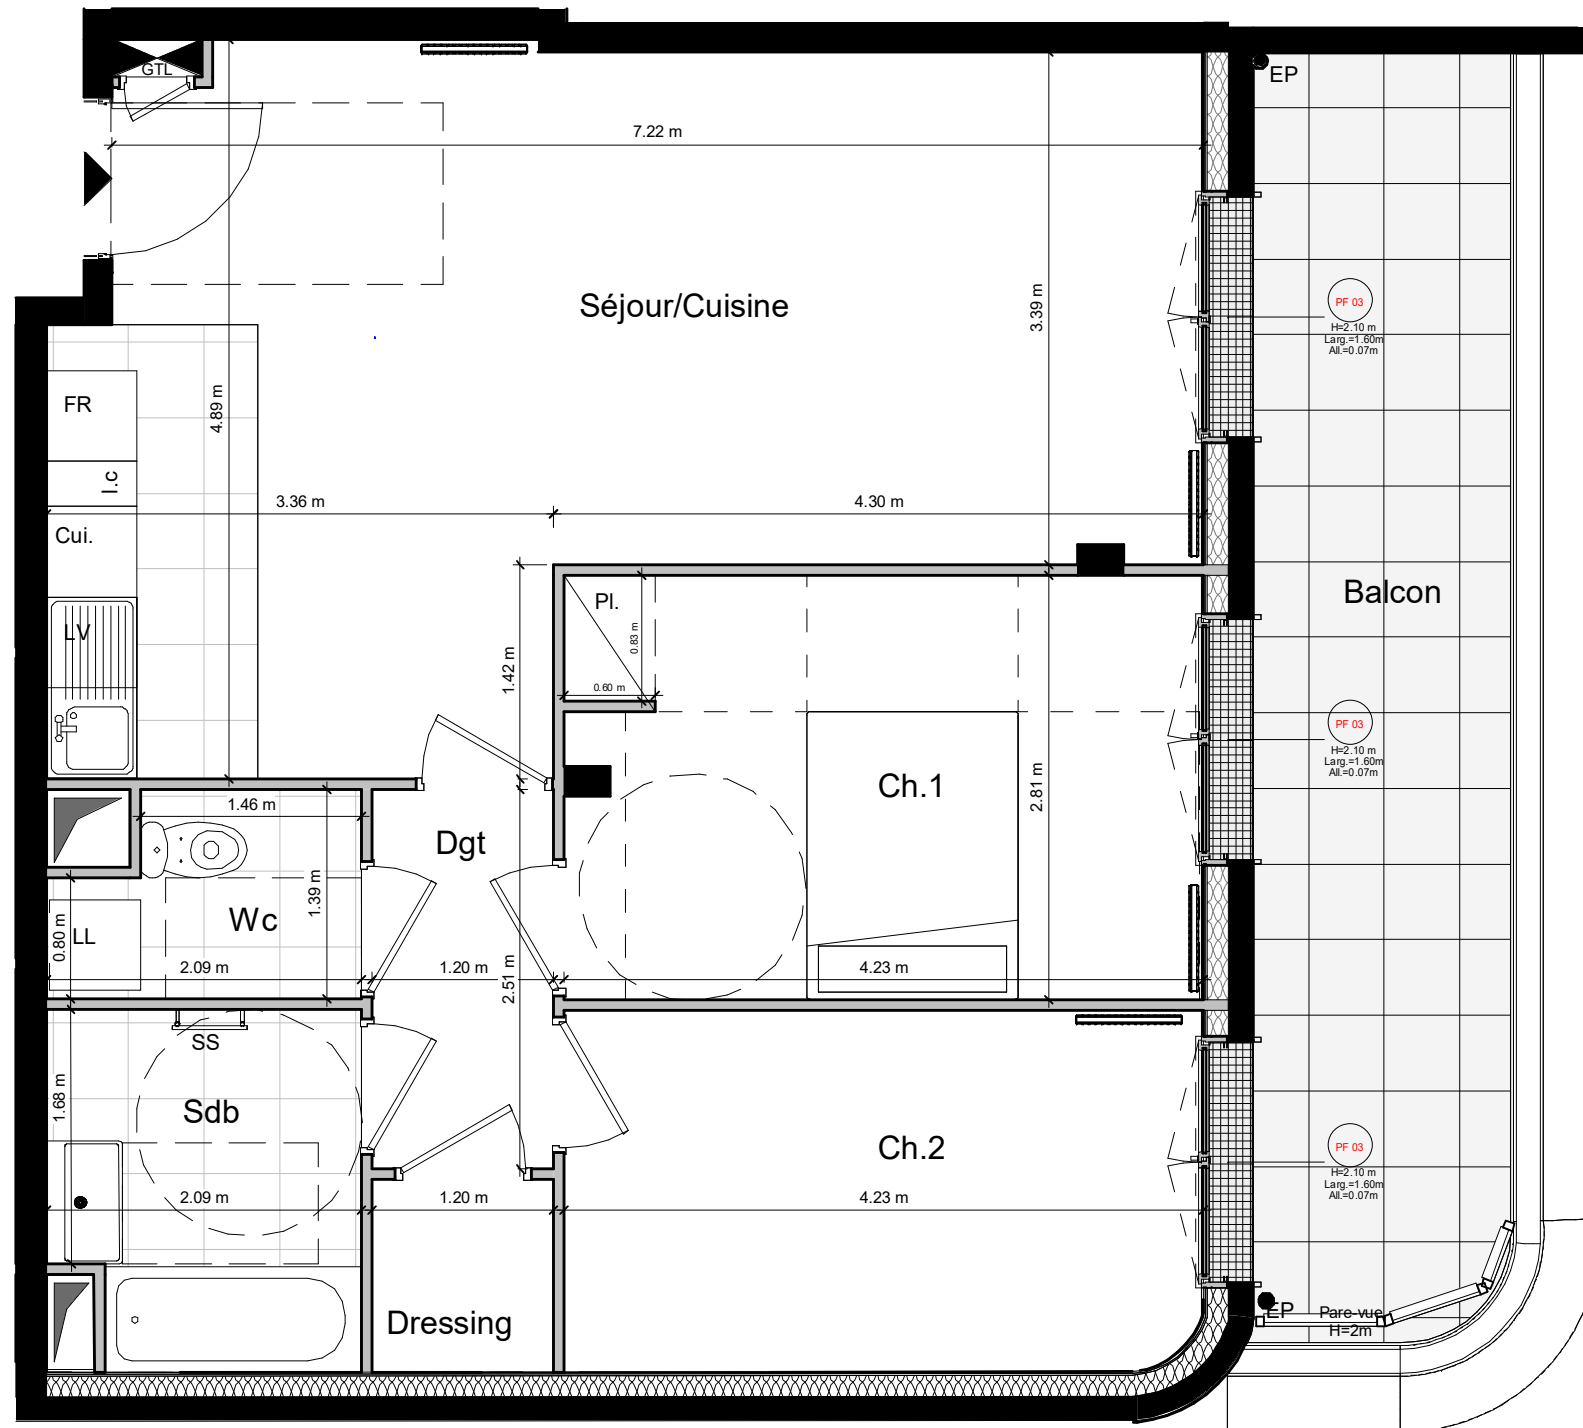 GTL
EP
7.22 m
Séjour/Cuisine
3.39 m
PF 03
H=2.10 m
Larg.=1.60m
All.=0.07m
4.89 m
FR
I.c
3.36 m
4.30 m
Cui.
Pl.
0.83 m
0.60 m
Balcon
LV
1.42 m
PF 03
H=2.10 m
Larg.=1.60m
All.=0.07m
Ch.1
2.81 m
1.46 m
Dgt
1.39 m
Wc
0.80 m
LL
2.09 m
1.20 m
2.51 m
4.23 m
SS
1.68 m
Sdb
Ch.2
PF 03
H=2.10 m
Larg.=1.60m
All.=0.07m
2.09 m
1.20 m
4.23 m
Dressing
EP
Pare-vue
H=2m